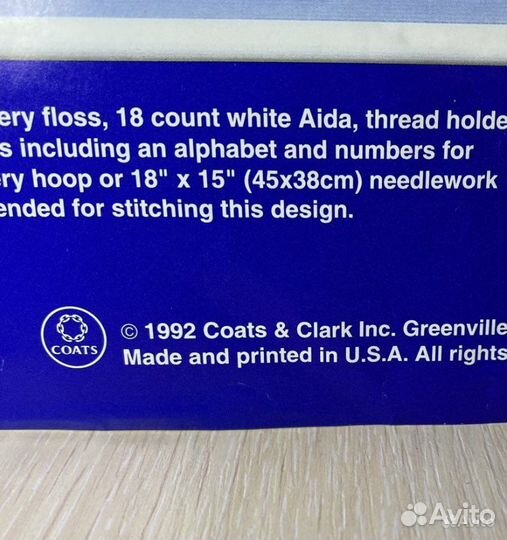 ery floss, 18 count white Aida, thread holde
s including an alphabet and numbers for
ery hoop or 18" x 15" (45x38cm) needlework
ended for stitching this design.
COATS
© 1992 Coats & Clark Inc. Greenville
Made and printed in U.S.A. All rights
Avito